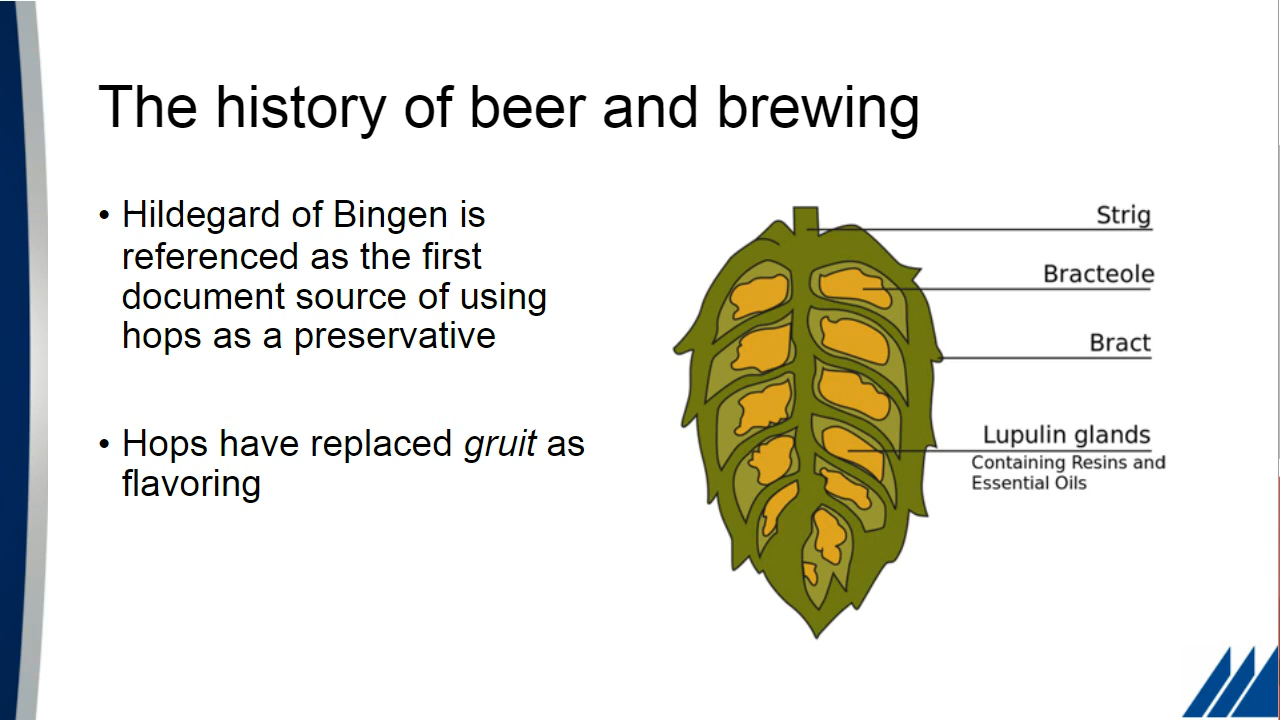 The history of beer and brewing
• Hildegard of Bingen is
referenced as the first
document source of using
hops as a preservative
• Hops have replaced gruit as
flavoring
Strig
Bracteole
Bract
Lupulin glands
Containing Resins and
Essential Oils